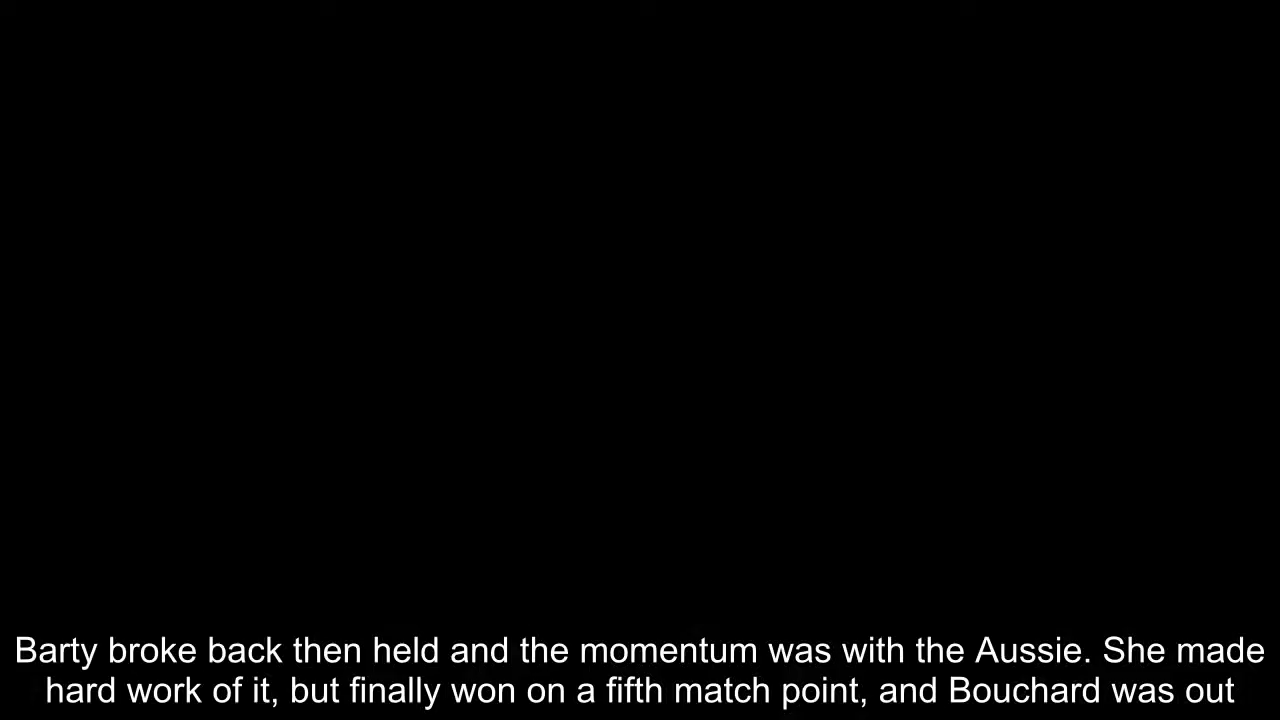 Barty broke back then held and the momentum was with the Aussie. She made
hard work of it, but finally won on a fifth match point, and Bouchard was out